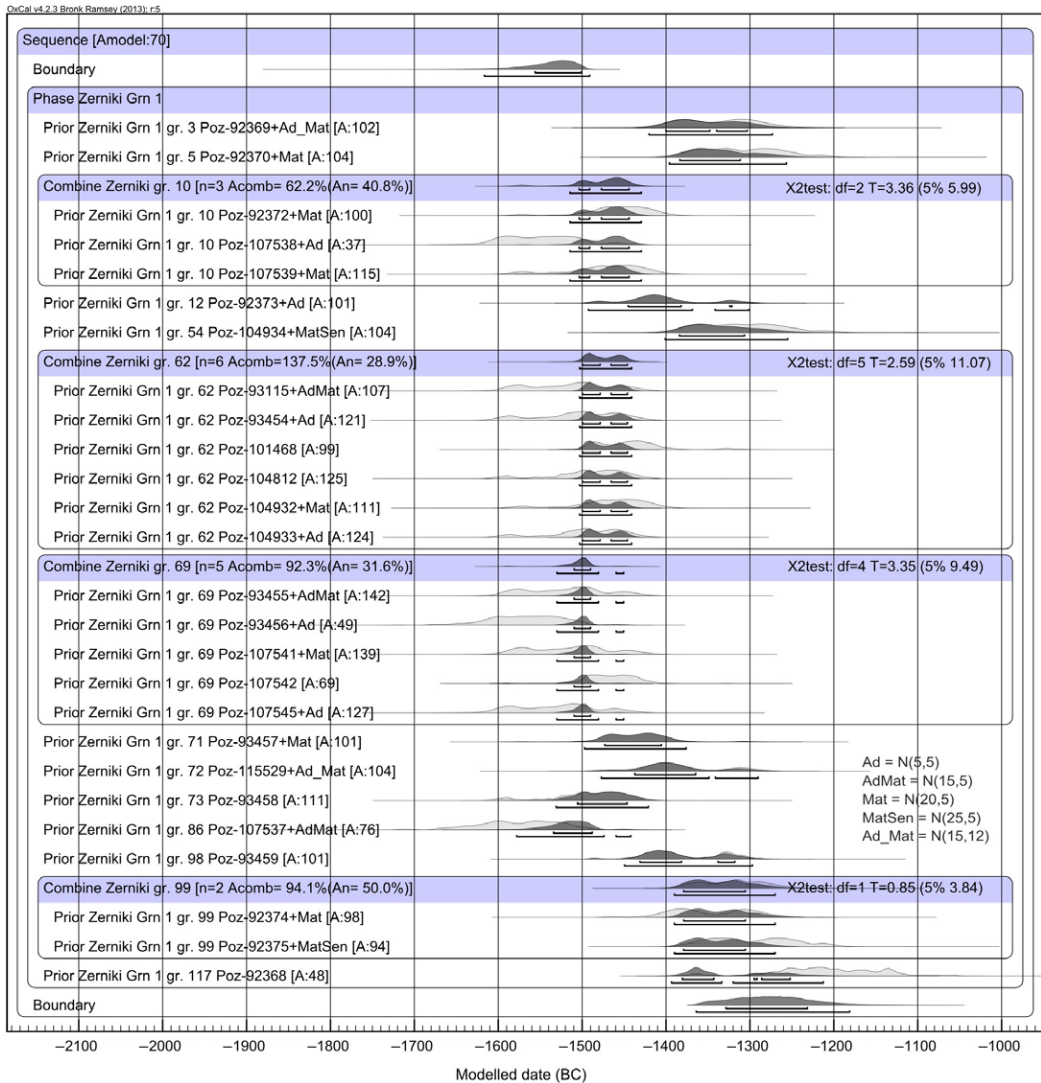 OxCal v4.2.3 Bronk Ramsey (2013); r:5
Sequence [Amodel:70]
Boundary
Phase Zerniki Grn 1
Prior Zerniki Grn 1 gr. 3 Poz-92369+Ad_Mat [A:102]
Prior Zerniki Grn 1 gr. 5 Poz-92370+Mat [A:104]
Combine Zerniki gr. 10 [n=3 Acomb= 62.2%(An= 40.8%)] X2test: df=2 T=3.36 (5% 5.99)
Prior Zerniki Grn 1 gr. 10 Poz-92372+Mat [A:100]
Prior Zerniki Grn 1 gr. 10 Poz-107538+Ad [A:37]
Prior Zerniki Grn 1 gr. 10 Poz-107539+Mat [A:115]
Prior Zerniki Grn 1 gr. 12 Poz-92373+Ad [A:101]
Prior Zerniki Grn 1 gr. 54 Poz-104934+MatSen [A:104]
Combine Zerniki gr. 62 [n=6 Acomb=137.5%(An= 28.9%)] X2test: df=5 T=2.59 (5% 11.07)
Prior Zerniki Grn 1 gr. 62 Poz-93115+AdMat [A:107]
Prior Zerniki Grn 1 gr. 62 Poz-93454+Ad [A:121]
Prior Zerniki Grn 1 gr. 62 Poz-101468 [A:99]
Prior Zerniki Grn 1 gr. 62 Poz-104812 [A:125]
Prior Zerniki Grn 1 gr. 62 Poz-104932+Mat [A:111]
Prior Zerniki Grn 1 gr. 62 Poz-104933+Ad [A:124]
Combine Zerniki gr. 69 [n=5 Acomb= 92.3%(An= 31.6%)] X2test: df=4 T=3.35 (5% 9.49)
Prior Zerniki Grn 1 gr. 69 Poz-93455+AdMat [A:142]
Prior Zerniki Grn 1 gr. 69 Poz-93456+Ad [A:49]
Prior Zerniki Grn 1 gr. 69 Poz-107541+Mat [A:139]
Prior Zerniki Grn 1 gr. 69 Poz-107542 [A:69]
Prior Zerniki Grn 1 gr. 69 Poz-107545+Ad [A:127]
Prior Zerniki Grn 1 gr. 71 Poz-93457+Mat [A:101]
Prior Zerniki Grn 1 gr. 72 Poz-115529+Ad_Mat [A:104]
Prior Zerniki Grn 1 gr. 73 Poz-93458 [A:111]
Prior Zerniki Grn 1 gr. 86 Poz-107537+AdMat [A:76]
Prior Zerniki Grn 1 gr. 98 Poz-93459 [A:101]
Ad = N(5,5)
AdMat = N(15,5)
Mat = N(20,5)
MatSen = N(25,5)
Ad_Mat = N(15,12)
Combine Zerniki gr. 99 [n=2 Acomb= 94.1%(An= 50.0%)] X2test: df=1 T=0.85 (5% 3.84)
Prior Zerniki Grn 1 gr. 99 Poz-92374+Mat [A:98]
Prior Zerniki Grn 1 gr. 99 Poz-92375+MatSen [A:94]
Prior Zerniki Grn 1 gr. 117 Poz-92368 [A:48]
Boundary
–2100 –2000 –1900 –1800 –1700 –1600 –1500 –1400 –1300 –1200 –1100 –1000
Modelled date (BC)